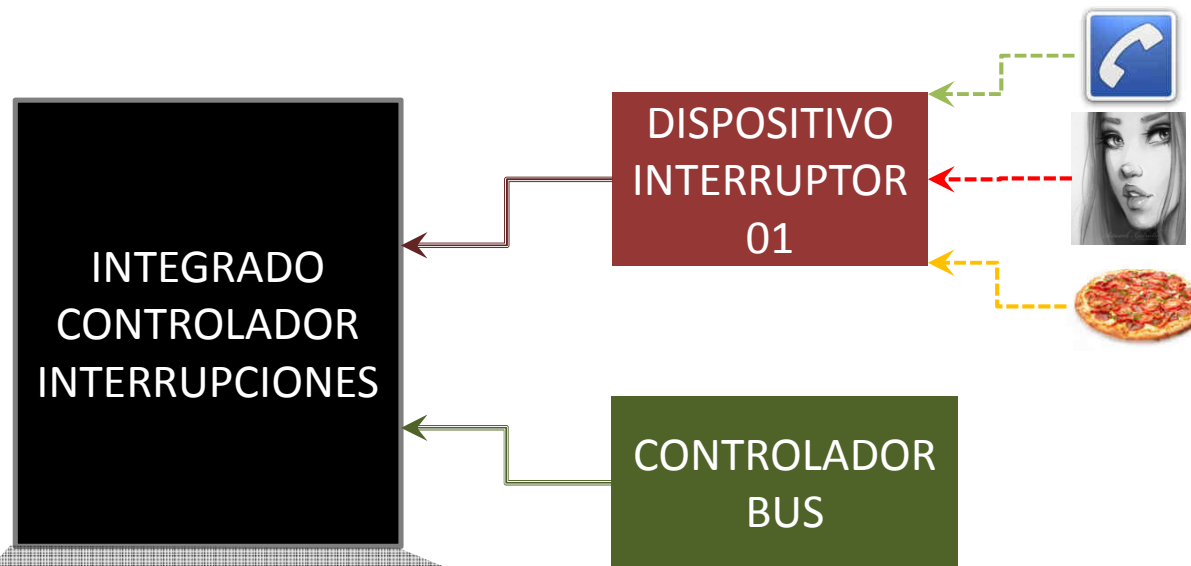 INTEGRADO
CONTROLADOR
INTERRUPCIONES
DISPOSITIVO
INTERRUPTOR
01
CONTROLADOR
BUS